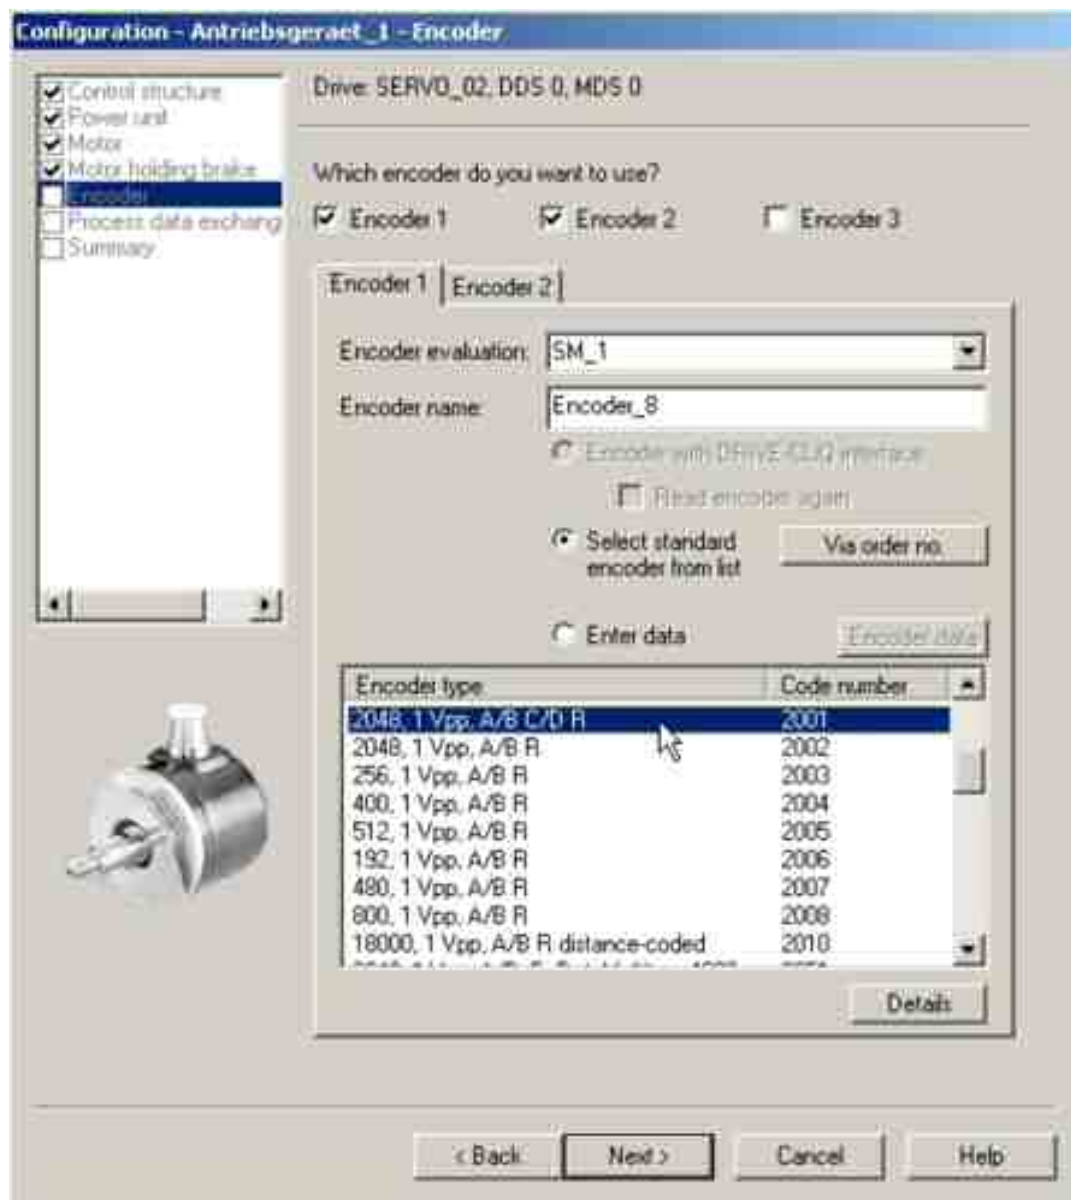 Configuration - Antriebsgeraet_1 - Encoder
Control structure
Power unit
Motor
Motor holding brake
Encoder
Process data exchang
Summary
Drive: SERVO_02, DDS 0, MDS 0
Which encoder do you want to use?
Encoder 1 Encoder 2 Encoder 3
Encoder 1 Encoder 2
Encoder evaluation: SM_1
Encoder name: Encoder_8
Encoder with DRIVE-CLiQ interface
Read encoder again
Select standard
encoder from list
Via order no.
Enter data Encoder data
Encoder type Code number
2048, 1 Vpp, A/B C/D R 2001
2048, 1 Vpp, A/B R 2002
256, 1 Vpp, A/B R 2003
400, 1 Vpp, A/B R 2004
512, 1 Vpp, A/B R 2005
192, 1 Vpp, A/B R 2006
480, 1 Vpp, A/B R 2007
800, 1 Vpp, A/B R 2008
18000, 1 Vpp, A/B R distance-coded 2010
Details
< Back Next > Cancel Help